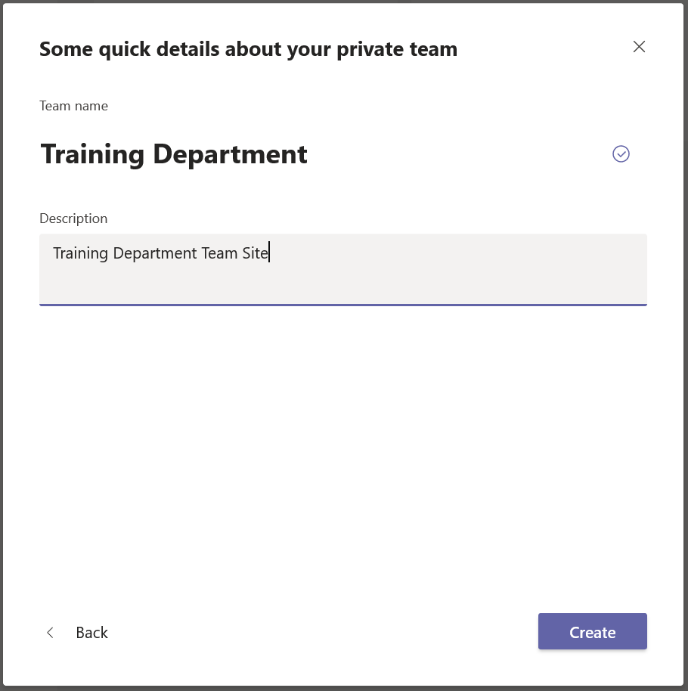 Some quick details about your private team
Team name
Training Department
Description
Training Department Team Site
Back
Create